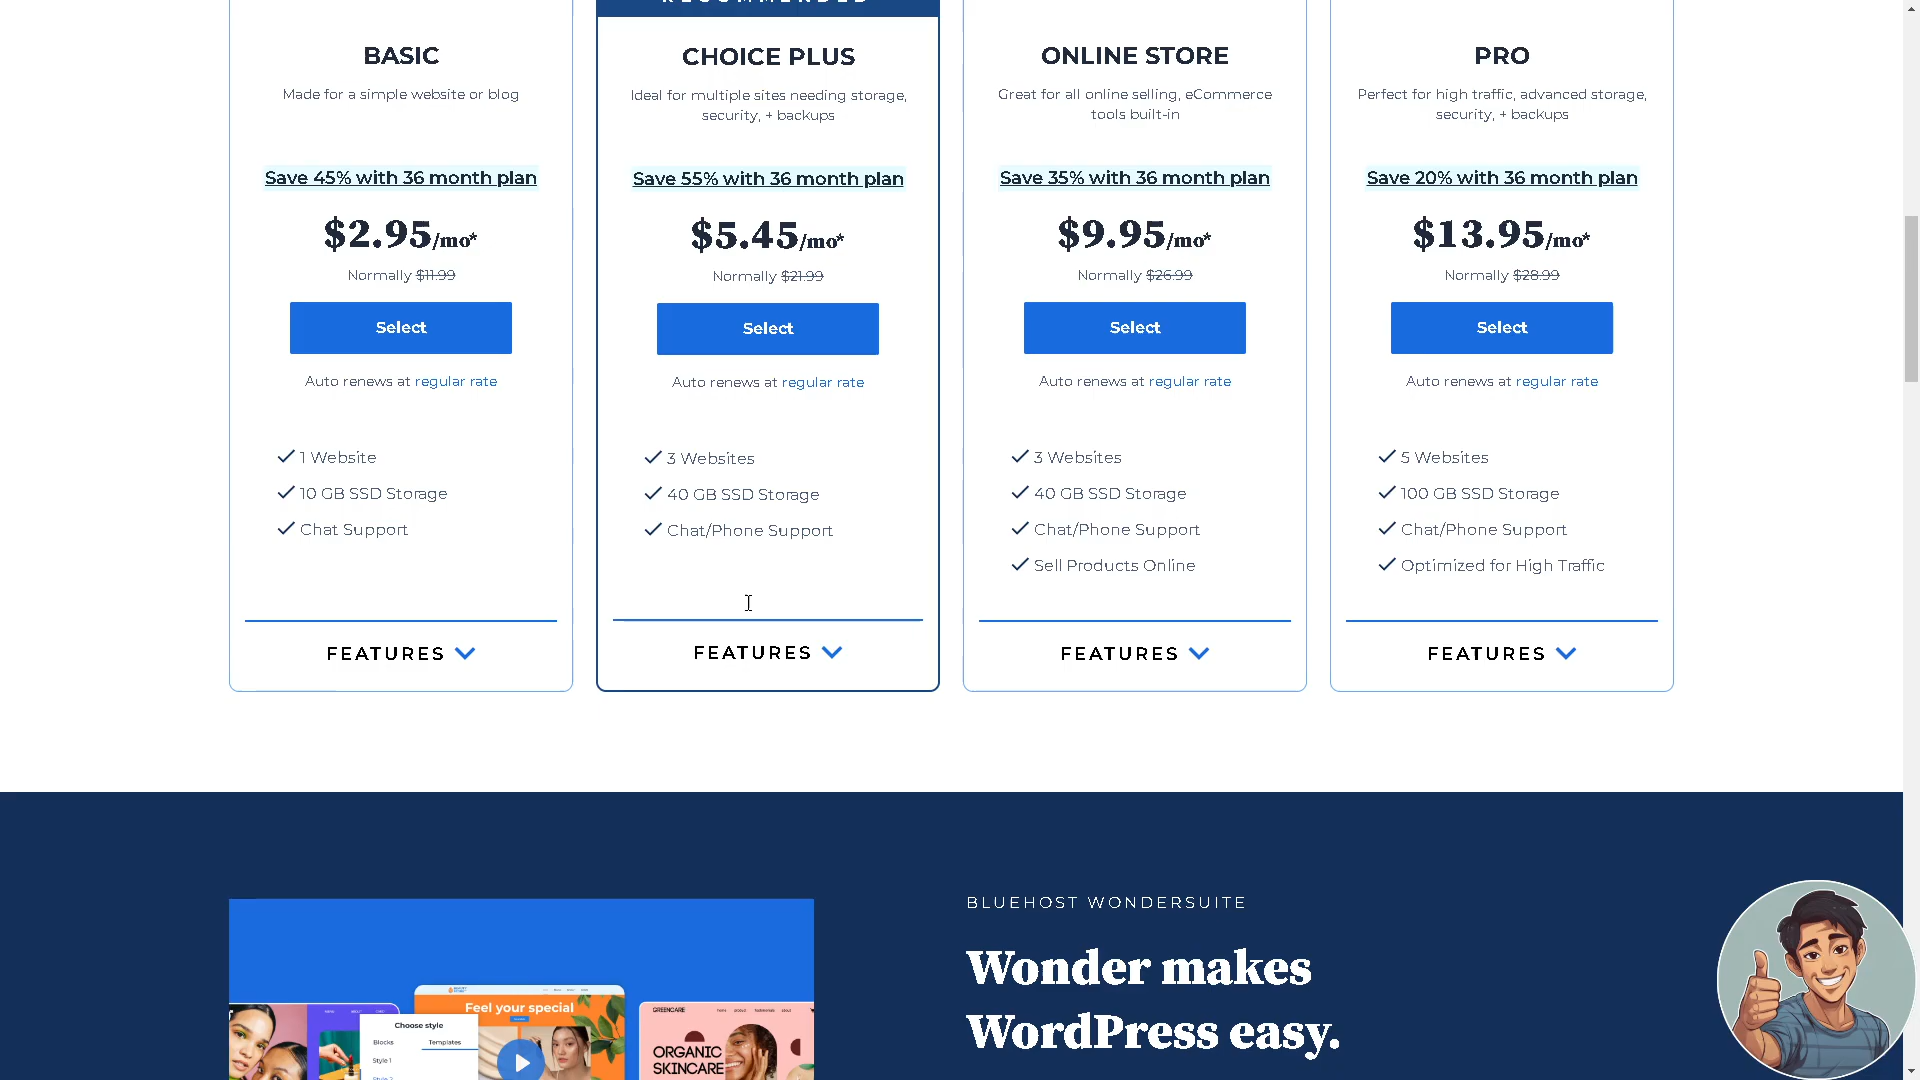 RECOMMENDED
BASIC
Made for a simple website or blog
Save 45% with 36 month plan
$2.95/mo*
Normally $11.99
Select
Auto renews at regular rate
1 Website
10 GB SSD Storage
Chat Support
FEATURES
CHOICE PLUS
Ideal for multiple sites needing storage,
security, + backups
Save 55% with 36 month plan
$5.45/mo*
Normally $21.99
Select
Auto renews at regular rate
3 Websites
40 GB SSD Storage
Chat/Phone Support
FEATURES
ONLINE STORE
Great for all online selling, eCommerce
tools built-in
Save 35% with 36 month plan
$9.95/mo*
Normally $26.99
Select
Auto renews at regular rate
3 Websites
40 GB SSD Storage
Chat/Phone Support
Sell Products Online
FEATURES
PRO
Perfect for high traffic, advanced storage,
security, + backups
Save 20% with 36 month plan
$13.95/mo*
Normally $28.99
Select
Auto renews at regular rate
5 Websites
100 GB SSD Storage
Chat/Phone Support
Optimized for High Traffic
FEATURES
Feel your special
Choose style
Blocks Templates
Style 1
GREENCARE
ORGANIC
SKINCARE
BLUEHOST WONDERSUITE
Wonder makes
WordPress easy.